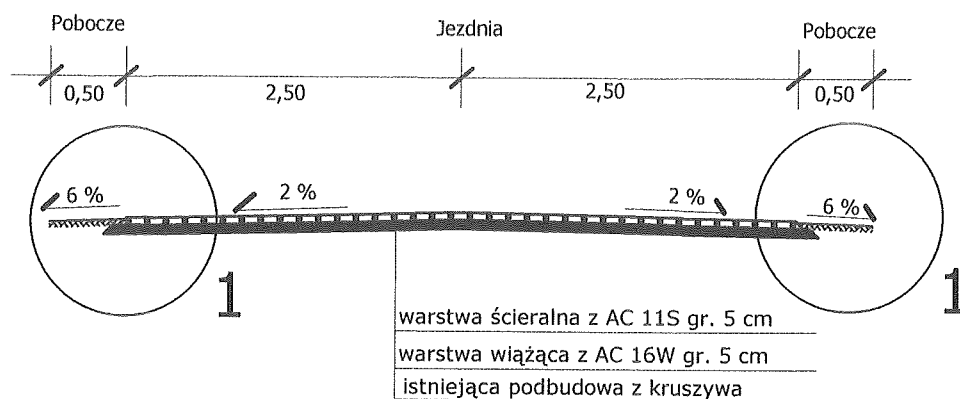 Pobocze Jezdnia Pobocze
0,50 2,50 2,50 0,50
6 % 2 % 2 % 6 %
1 1
warstwa ścieralna z AC 11S gr. 5 cm
warstwa wiążąca z AC 16W gr. 5 cm
istniejąca podbudowa z kruszywa